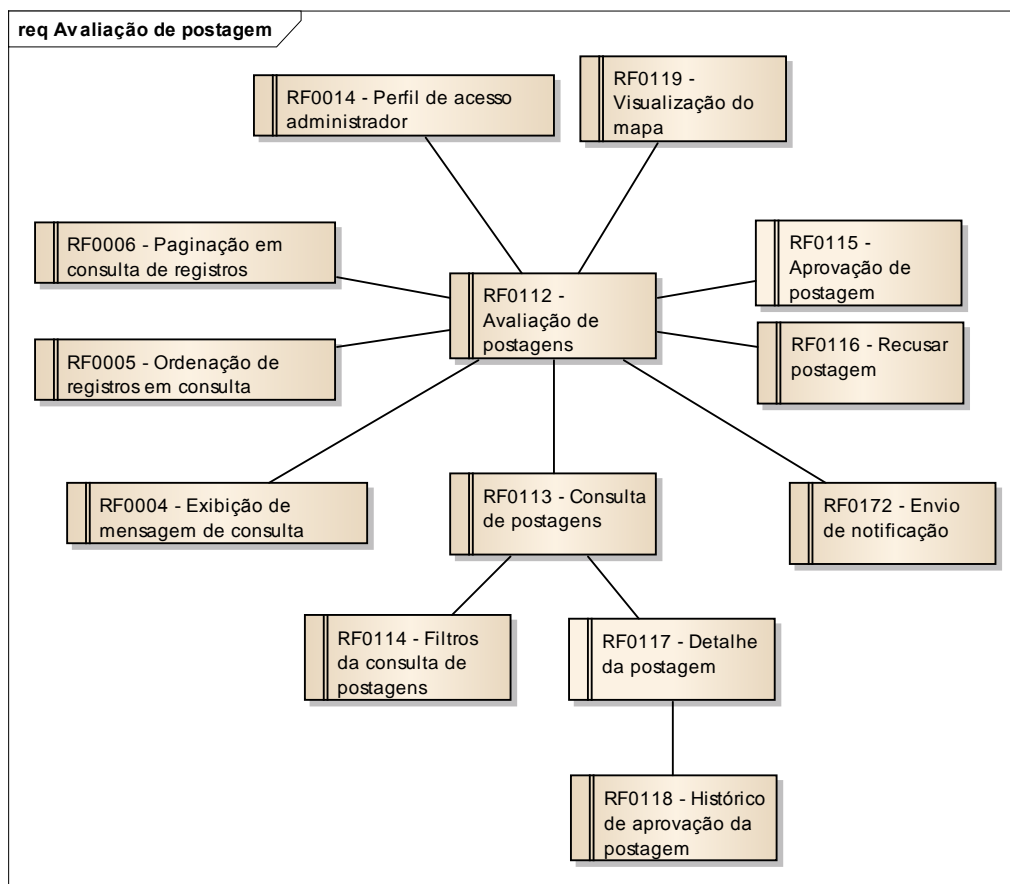 req Avaliação de postagem
RF0014 - Perfil de acesso
administrador
RF0119 -
Visualização do
mapa
RF0006 - Paginação em
consulta de registros
RF0112 -
Avaliação de
postagens
RF0115 -
Aprovação de
postagem
RF0005 - Ordenação de
registros em consulta
RF0116 - Recusar
postagem
RF0004 - Exibição de
mensagem de consulta
RF0113 - Consulta
de postagens
RF0172 - Envio
de notificação
RF0114 - Filtros
da consulta de
postagens
RF0117 - Detalhe
da postagem
RF0118 - Histórico
de aprovação da
postagem